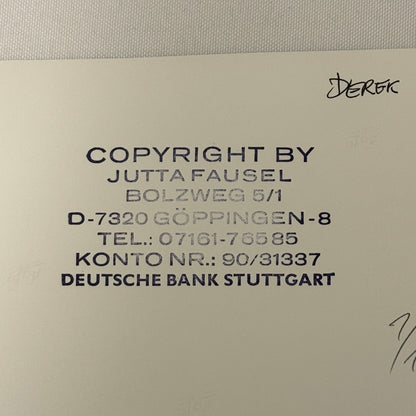 DEREK
COPYRIGHT BY
JUTTA FAUSEL
BOLZWEG 5/1
D-7320 GÖPPINGEN-8
TEL.: 07161-76585
KONTO NR.: 90/31337
DEUTSCHE BANK STUTTGART